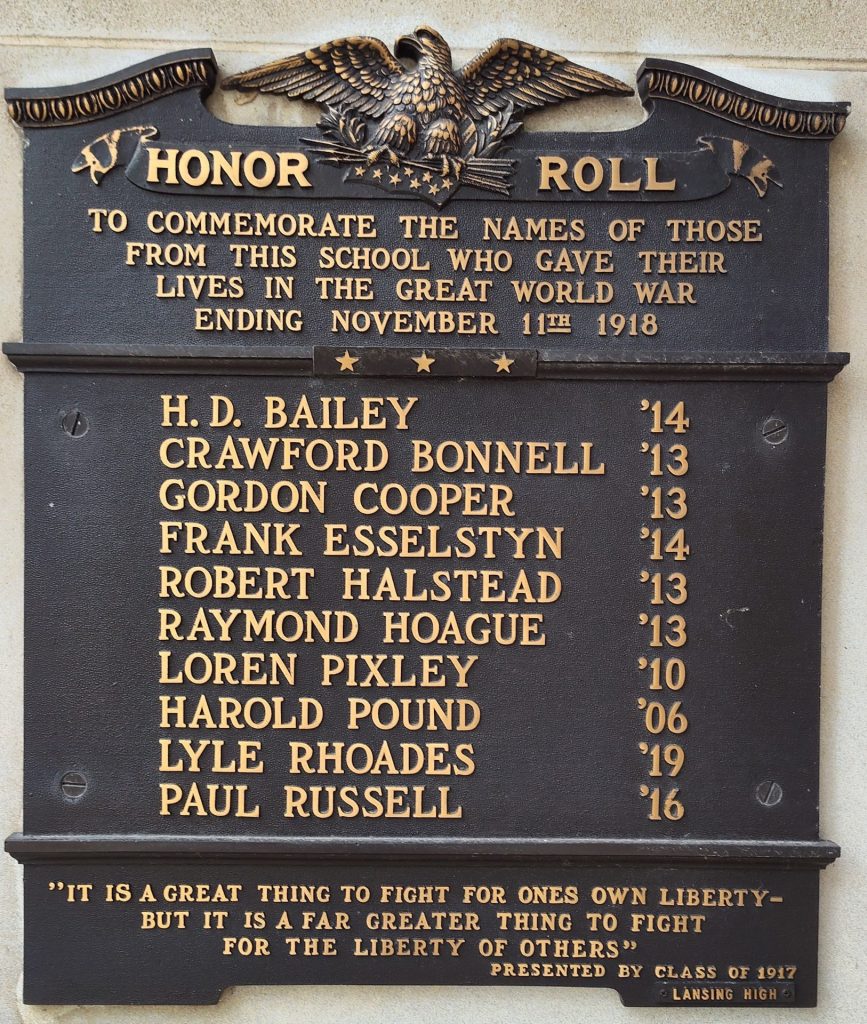 HONOR ROLL
TO COMMEMORATE THE NAMES OF THOSE
FROM THIS SCHOOL WHO GAVE THEIR
LIVES IN THE GREAT WORLD WAR
ENDING NOVEMBER 11TH 1918
H. D. BAILEY '14
CRAWFORD BONNELL '13
GORDON COOPER '13
FRANK ESSELSTYN '14
ROBERT HALSTEAD '13
RAYMOND HOAGUE '13
LOREN PIXLEY '10
HAROLD POUND '06
LYLE RHOADES '19
PAUL RUSSELL '16
"IT IS A GREAT THING TO FIGHT FOR ONES OWN LIBERTY-
BUT IT IS A FAR GREATER THING TO FIGHT
FOR THE LIBERTY OF OTHERS"
PRESENTED BY CLASS OF 1917
LANSING HIGH